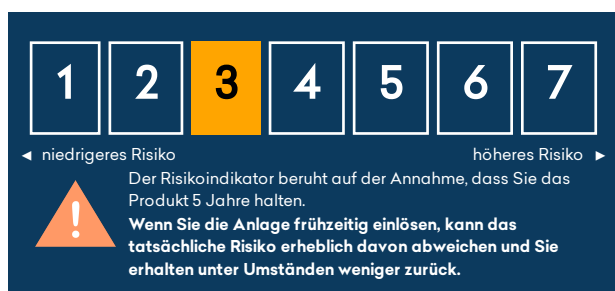 1 2 3 4 5 6 7
◄ niedrigeres Risiko höheres Risiko ►
Der Risikoindikator beruht auf der Annahme, dass Sie das
Produkt 5 Jahre halten.
Wenn Sie die Anlage frühzeitig einlösen, kann das
tatsächliche Risiko erheblich davon abweichen und Sie
erhalten unter Umständen weniger zurück.
!